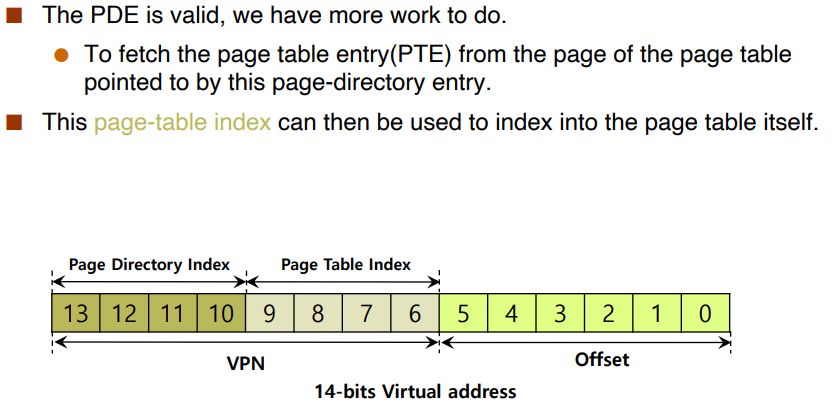 The PDE is valid, we have more work to do.
To fetch the page table entry(PTE) from the page of the page table
pointed to by this page-directory entry.
This page-table index can then be used to index into the page table itself.
Page Directory Index Page Table Index
13 12 11 10 9 8 7 6 5 4 3 2 1 0
VPN Offset
14-bits Virtual address